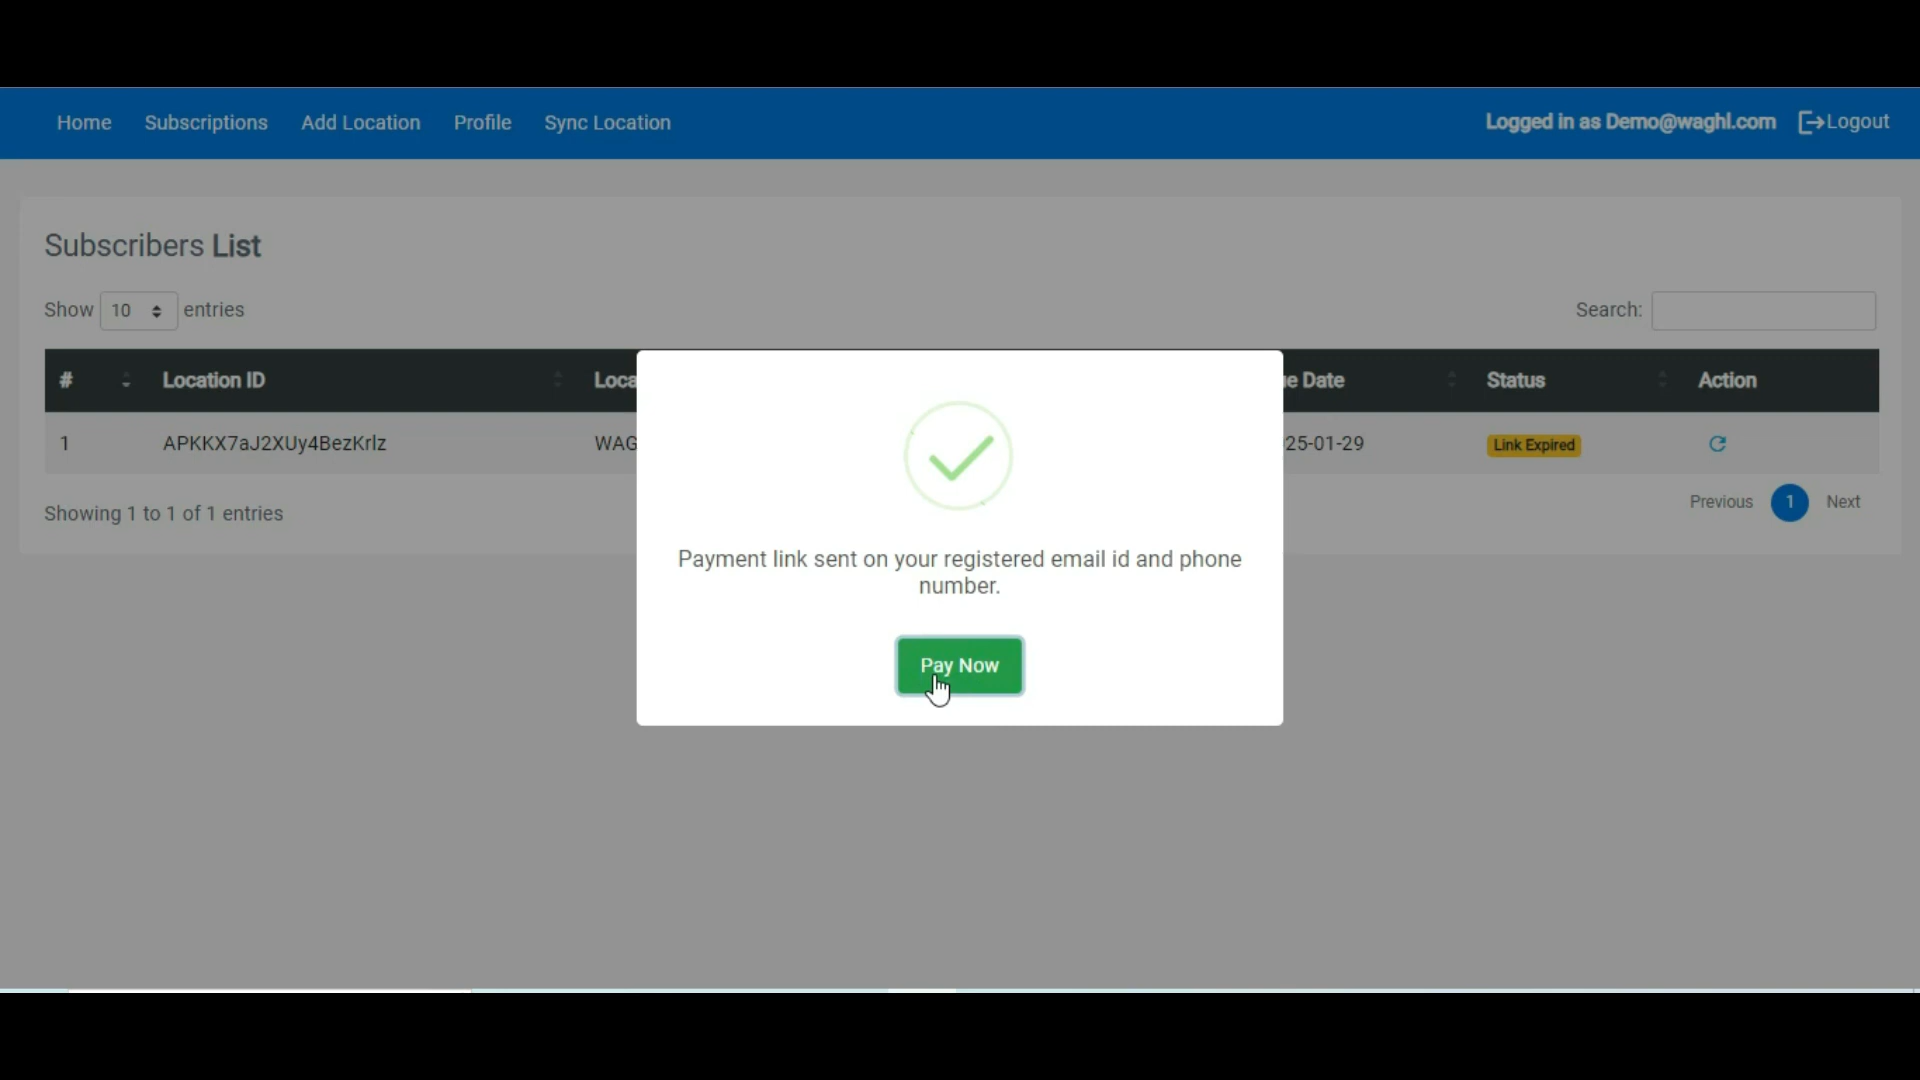 Home Subscriptions Add Location Profile Sync Location Logged in as Demo@waghl.com Logout
Subscribers List
Show 10 entries Search:
# Location ID Date Status Action
1 APKKX7aJ2XUy4BezKrlz WAG 25-01-29 Link Expired
Showing 1 to 1 of 1 entries Previous 1 Next
Payment link sent on your registered email id and phone
number.
Pay Now